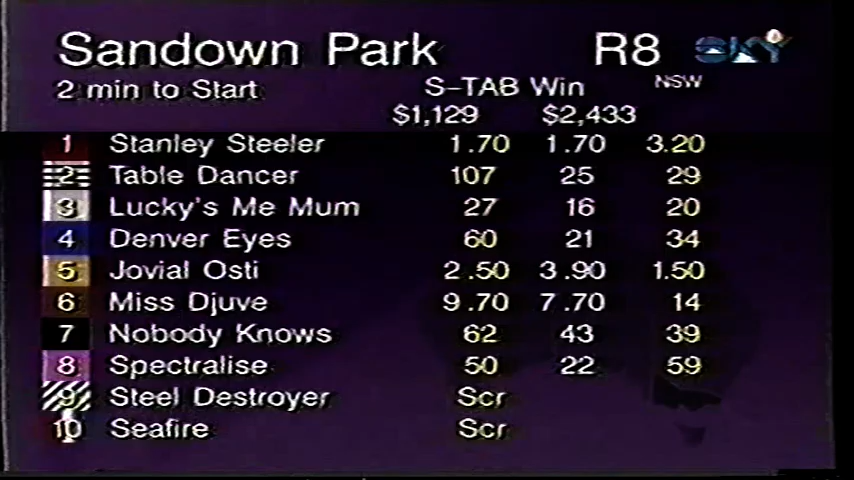 Sandown Park R8 SKY
2 min to Start S-TAB Win NSW
$1,129 $2,433
1 Stanley Steeler 1.70 1.70 3.20
2 Table Dancer 107 25 29
3 Lucky's Me Mum 27 16 20
4 Denver Eyes 60 21 34
5 Jovial Osti 2.50 3.90 1.50
6 Miss Djuve 9.70 7.70 14
7 Nobody Knows 62 43 39
8 Spectralise 50 22 59
9 Steel Destroyer Scr
10 Seafire Scr